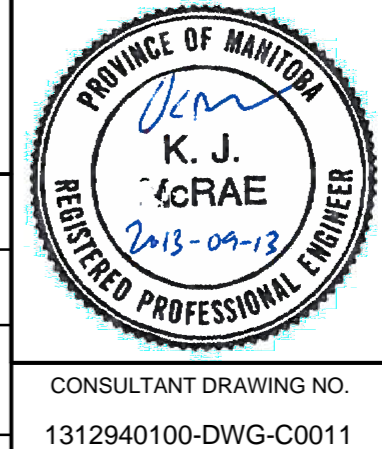 PROVINCE OF MANITOBA
K. J.
McRAE
2013-09-13
REGISTERED PROFESSIONAL ENGINEER
CONSULTANT DRAWING NO.
1312940100-DWG-C0011